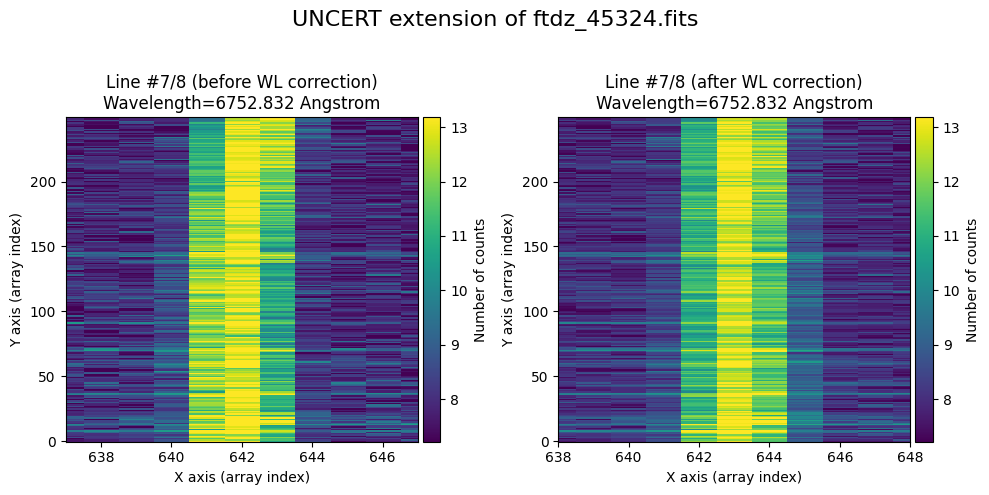 UNCERT extension of ftdz_45324.fits
Line #7/8 (before WL correction)
Wavelength=6752.832 Angstrom
Y axis (array index)
200
150
100
50
0
638 640 642 644 646
X axis (array index)
13
12
11
10
9
8
Number of counts
Line #7/8 (after WL correction)
Wavelength=6752.832 Angstrom
Y axis (array index)
200
150
100
50
0
638 640 642 644 646 648
X axis (array index)
13
12
11
10
9
8
Number of counts